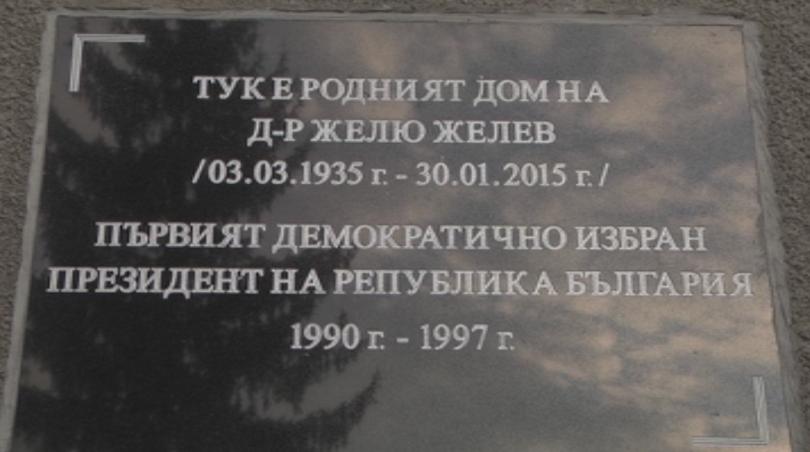 ТУК Е РОДНИЯТ ДОМ НА
Д-Р ЖЕЛЮ ЖЕЛЕВ
/03.03.1935 г. - 30.01.2015 г. /
ПЪРВИЯТ ДЕМОКРАТИЧНО ИЗБРАН
ПРЕЗИДЕНТ НА РЕПУБЛИКА БЪЛГАРИЯ
1990 г. - 1997 г.